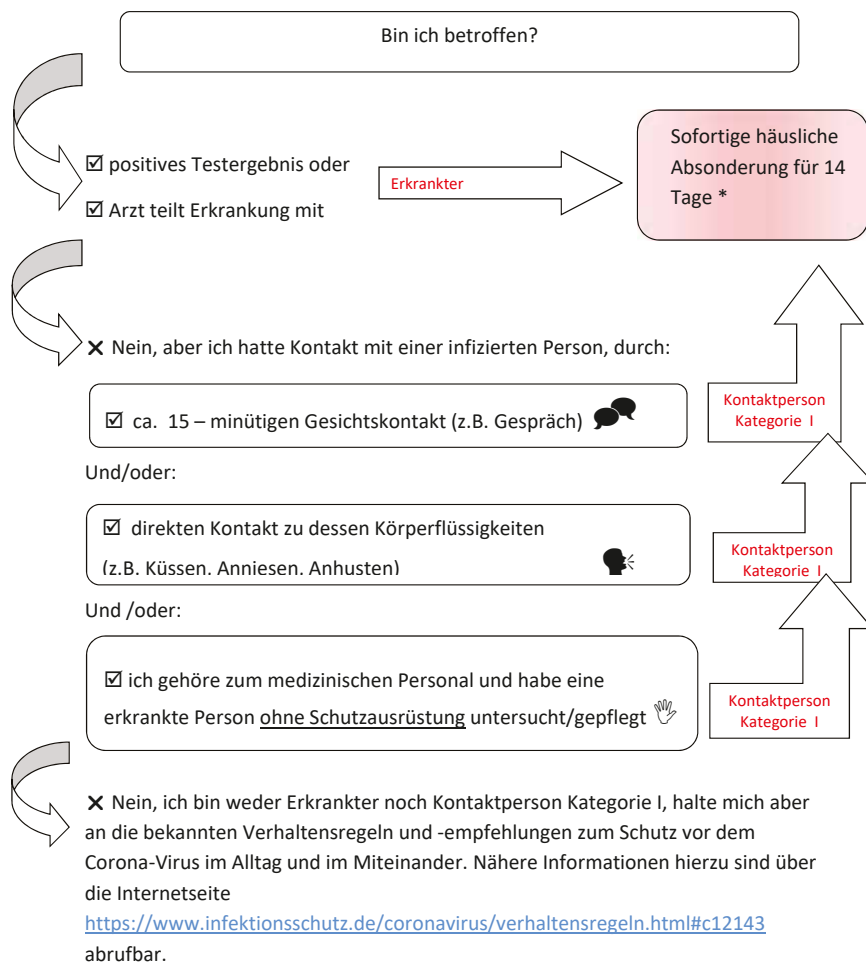 Bin ich betroffen?
☑ positives Testergebnis oder
☑ Arzt teilt Erkrankung mit
Erkrankter
Sofortige häusliche
Absonderung für 14
Tage *
✕ Nein, aber ich hatte Kontakt mit einer infizierten Person, durch:
☑ ca. 15 – minütigen Gesichtskontakt (z.B. Gespräch)
Kontaktperson
Kategorie I
Und/oder:
☑ direkten Kontakt zu dessen Körperflüssigkeiten
(z.B. Küssen, Anniesen, Anhusten)
Kontaktperson
Kategorie I
Und /oder:
☑ ich gehöre zum medizinischen Personal und habe eine
erkrankte Person ohne Schutzausrüstung untersucht/gepflegt
Kontaktperson
Kategorie I
✕ Nein, ich bin weder Erkrankter noch Kontaktperson Kategorie I, halte mich aber
an die bekannten Verhaltensregeln und -empfehlungen zum Schutz vor dem
Corona-Virus im Alltag und im Miteinander. Nähere Informationen hierzu sind über
die Internetseite
https://www.infektionsschutz.de/coronavirus/verhaltensregeln.html#c12143
abrufbar.